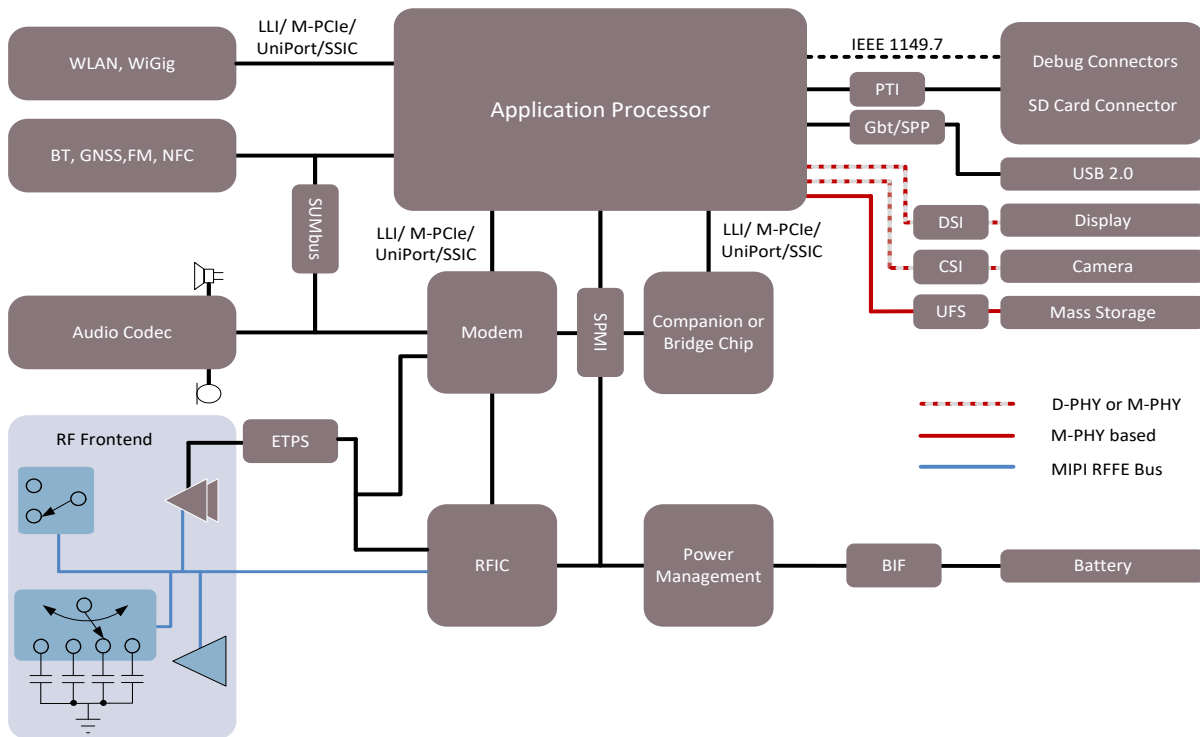 LLI/ M-PCIe/
UniPort/SSIC
WLAN, WiGig
Application Processor
IEEE 1149.7
Debug Connectors
SD Card Connector
PTI
Gbt/SPP
BT, GNSS,FM, NFC
USB 2.0
SUMbus
LLI/ M-PCIe/
UniPort/SSIC
LLI/ M-PCIe/
UniPort/SSIC
DSI
Display
CSI
Camera
UFS
Mass Storage
Audio Codec
Modem
SPMI
Companion or
Bridge Chip
D-PHY or M-PHY
M-PHY based
MIPI RFFE Bus
RF Frontend
ETPS
RFIC
Power
Management
BIF
Battery